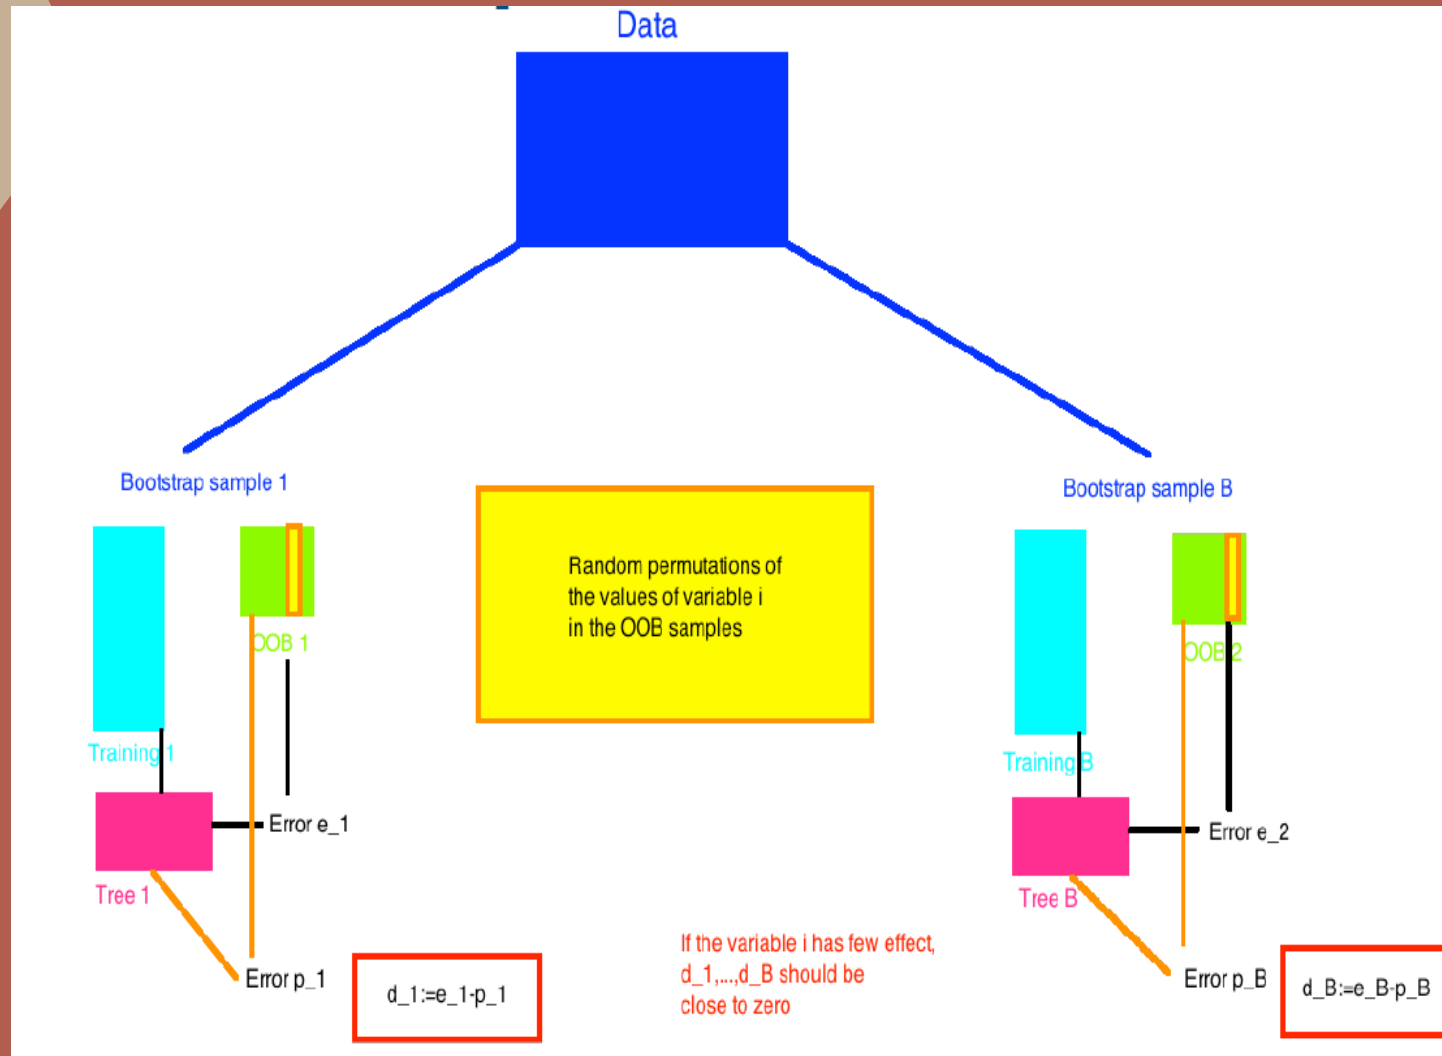 Data
Bootstrap sample 1
Bootstrap sample B
Random permutations of
the values of variable i
in the OOB samples
OOB 1
OOB 2
Training 1
Training B
Error e_1
Error e_2
Tree 1
Tree B
If the variable i has few effect,
d_1,...,d_B should be
close to zero
Error p_1
d_1:=e_1-p_1
Error p_B
d_B:=e_B-p_B